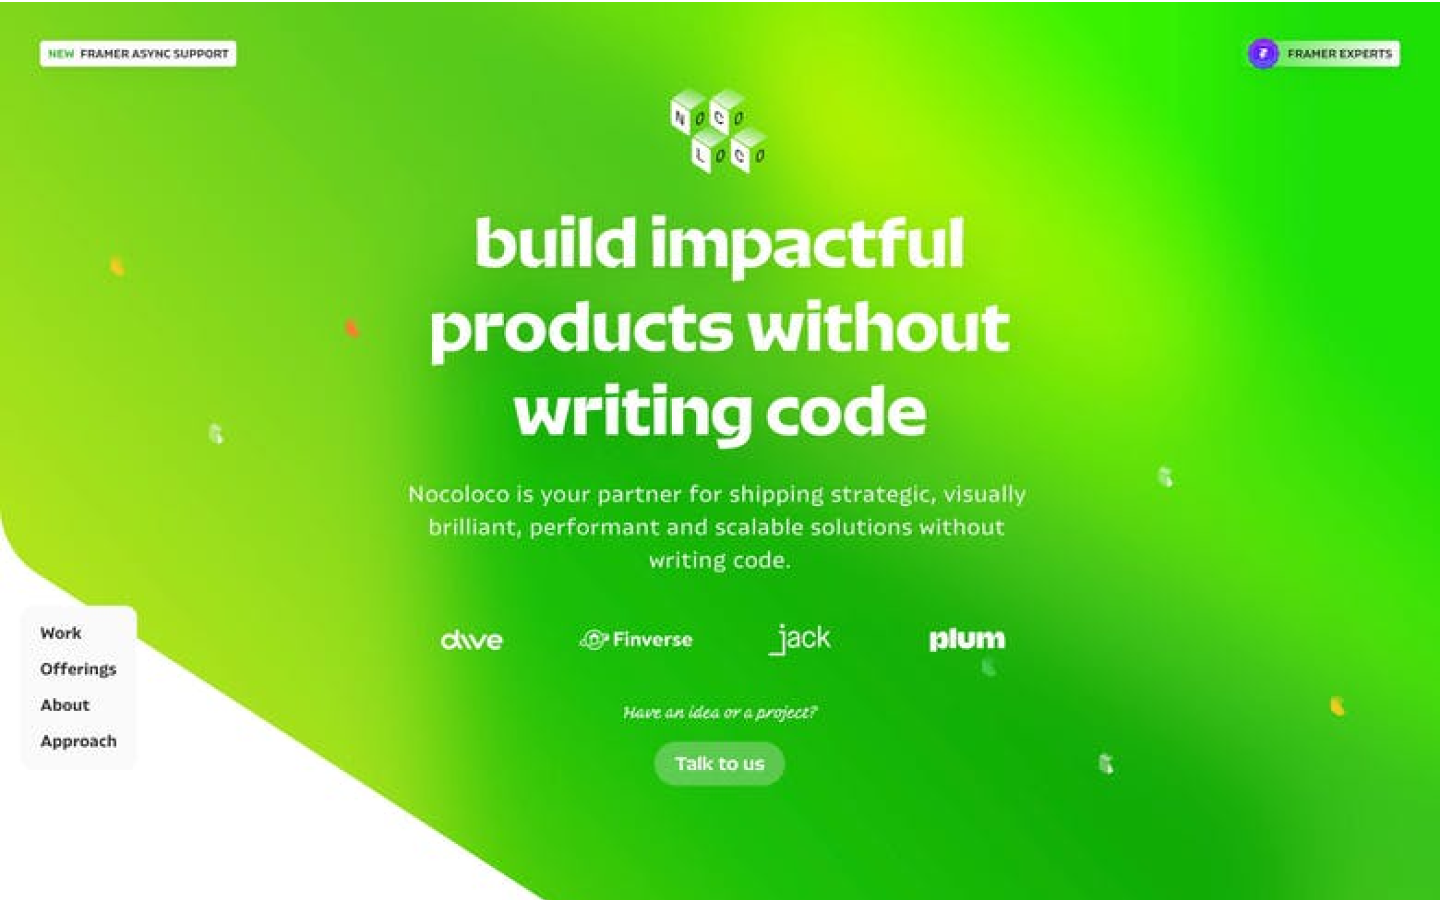 NEW FRAMER ASYNC SUPPORT
FRAMER EXPERTS
N O C O
L O C O
build impactful
products without
writing code
Nocoloco is your partner for shipping strategic, visually
brilliant, performant and scalable solutions without
writing code.
dive Finverse jack plum
Have an idea or a project?
Talk to us
Work
Offerings
About
Approach